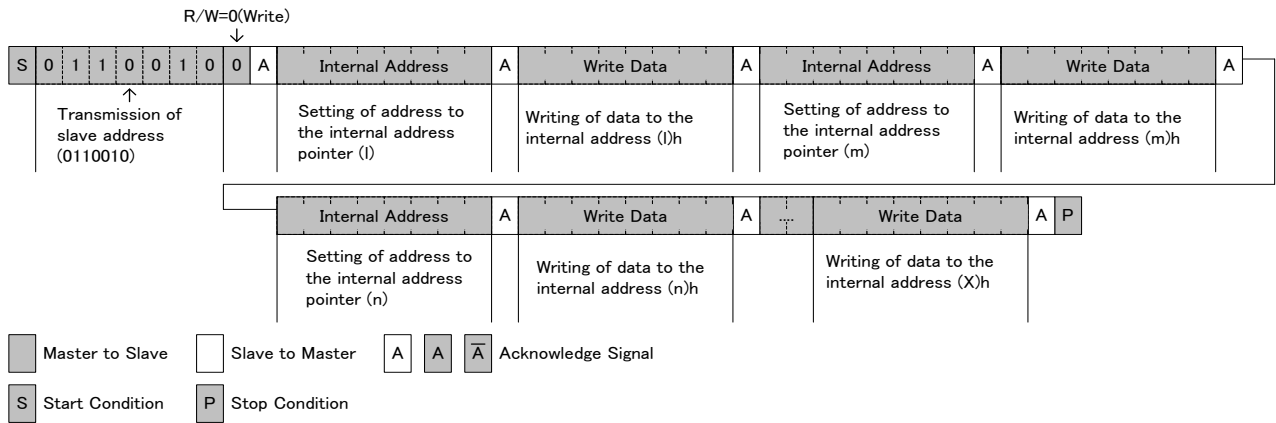 R/W=0(Write)
S 0 1 1 0 0 1 0 0 A Internal Address A Write Data A Internal Address A Write Data A
Transmission of
slave address
(0110010)
Setting of address to
the internal address
pointer (l)
Writing of data to the
internal address (l)h
Setting of address to
the internal address
pointer (m)
Writing of data to the
internal address (m)h
Internal Address A Write Data A .... Write Data A P
Setting of address to
the internal address
pointer (n)
Writing of data to the
internal address (n)h
Writing of data to the
internal address (X)h
Master to Slave Slave to Master A A A̅ Acknowledge Signal
S Start Condition P Stop Condition